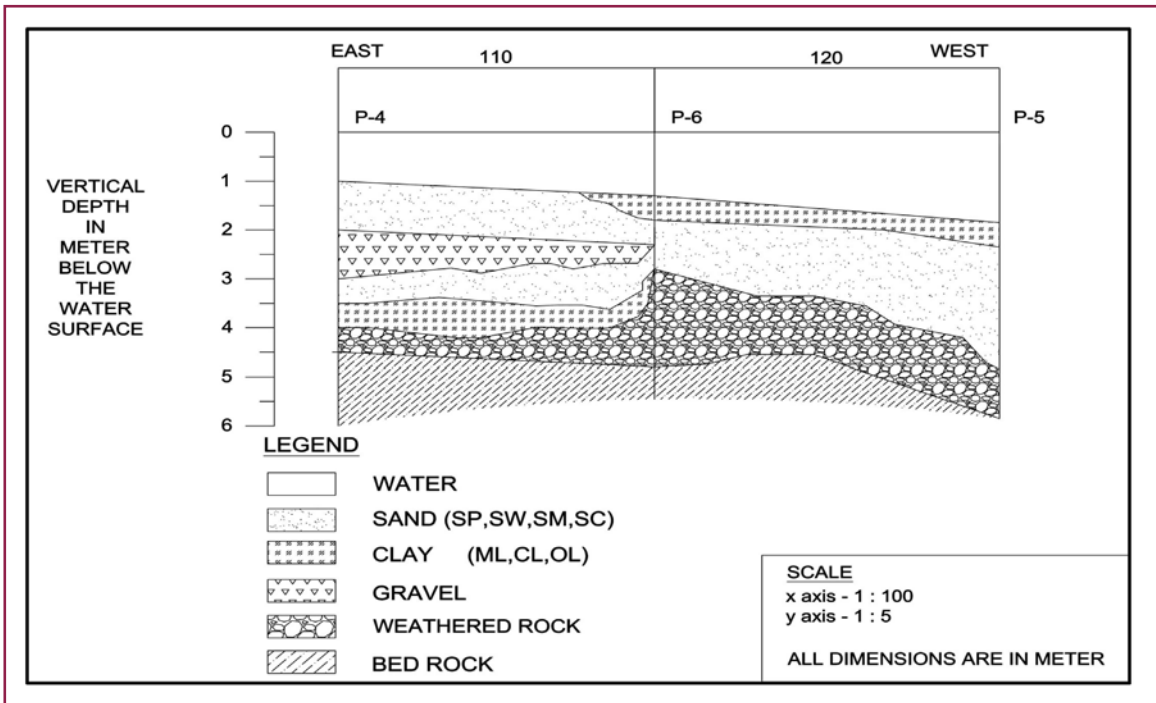 EAST
110
120
WEST
P-4
P-6
P-5
0
1
2
3
4
5
6
VERTICAL
DEPTH
IN
METER
BELOW
THE
WATER
SURFACE
LEGEND
WATER
SAND (SP,SW,SM,SC)
CLAY (ML,CL,OL)
GRAVEL
WEATHERED ROCK
BED ROCK
SCALE
x axis - 1 : 100
y axis - 1 : 5
ALL DIMENSIONS ARE IN METER